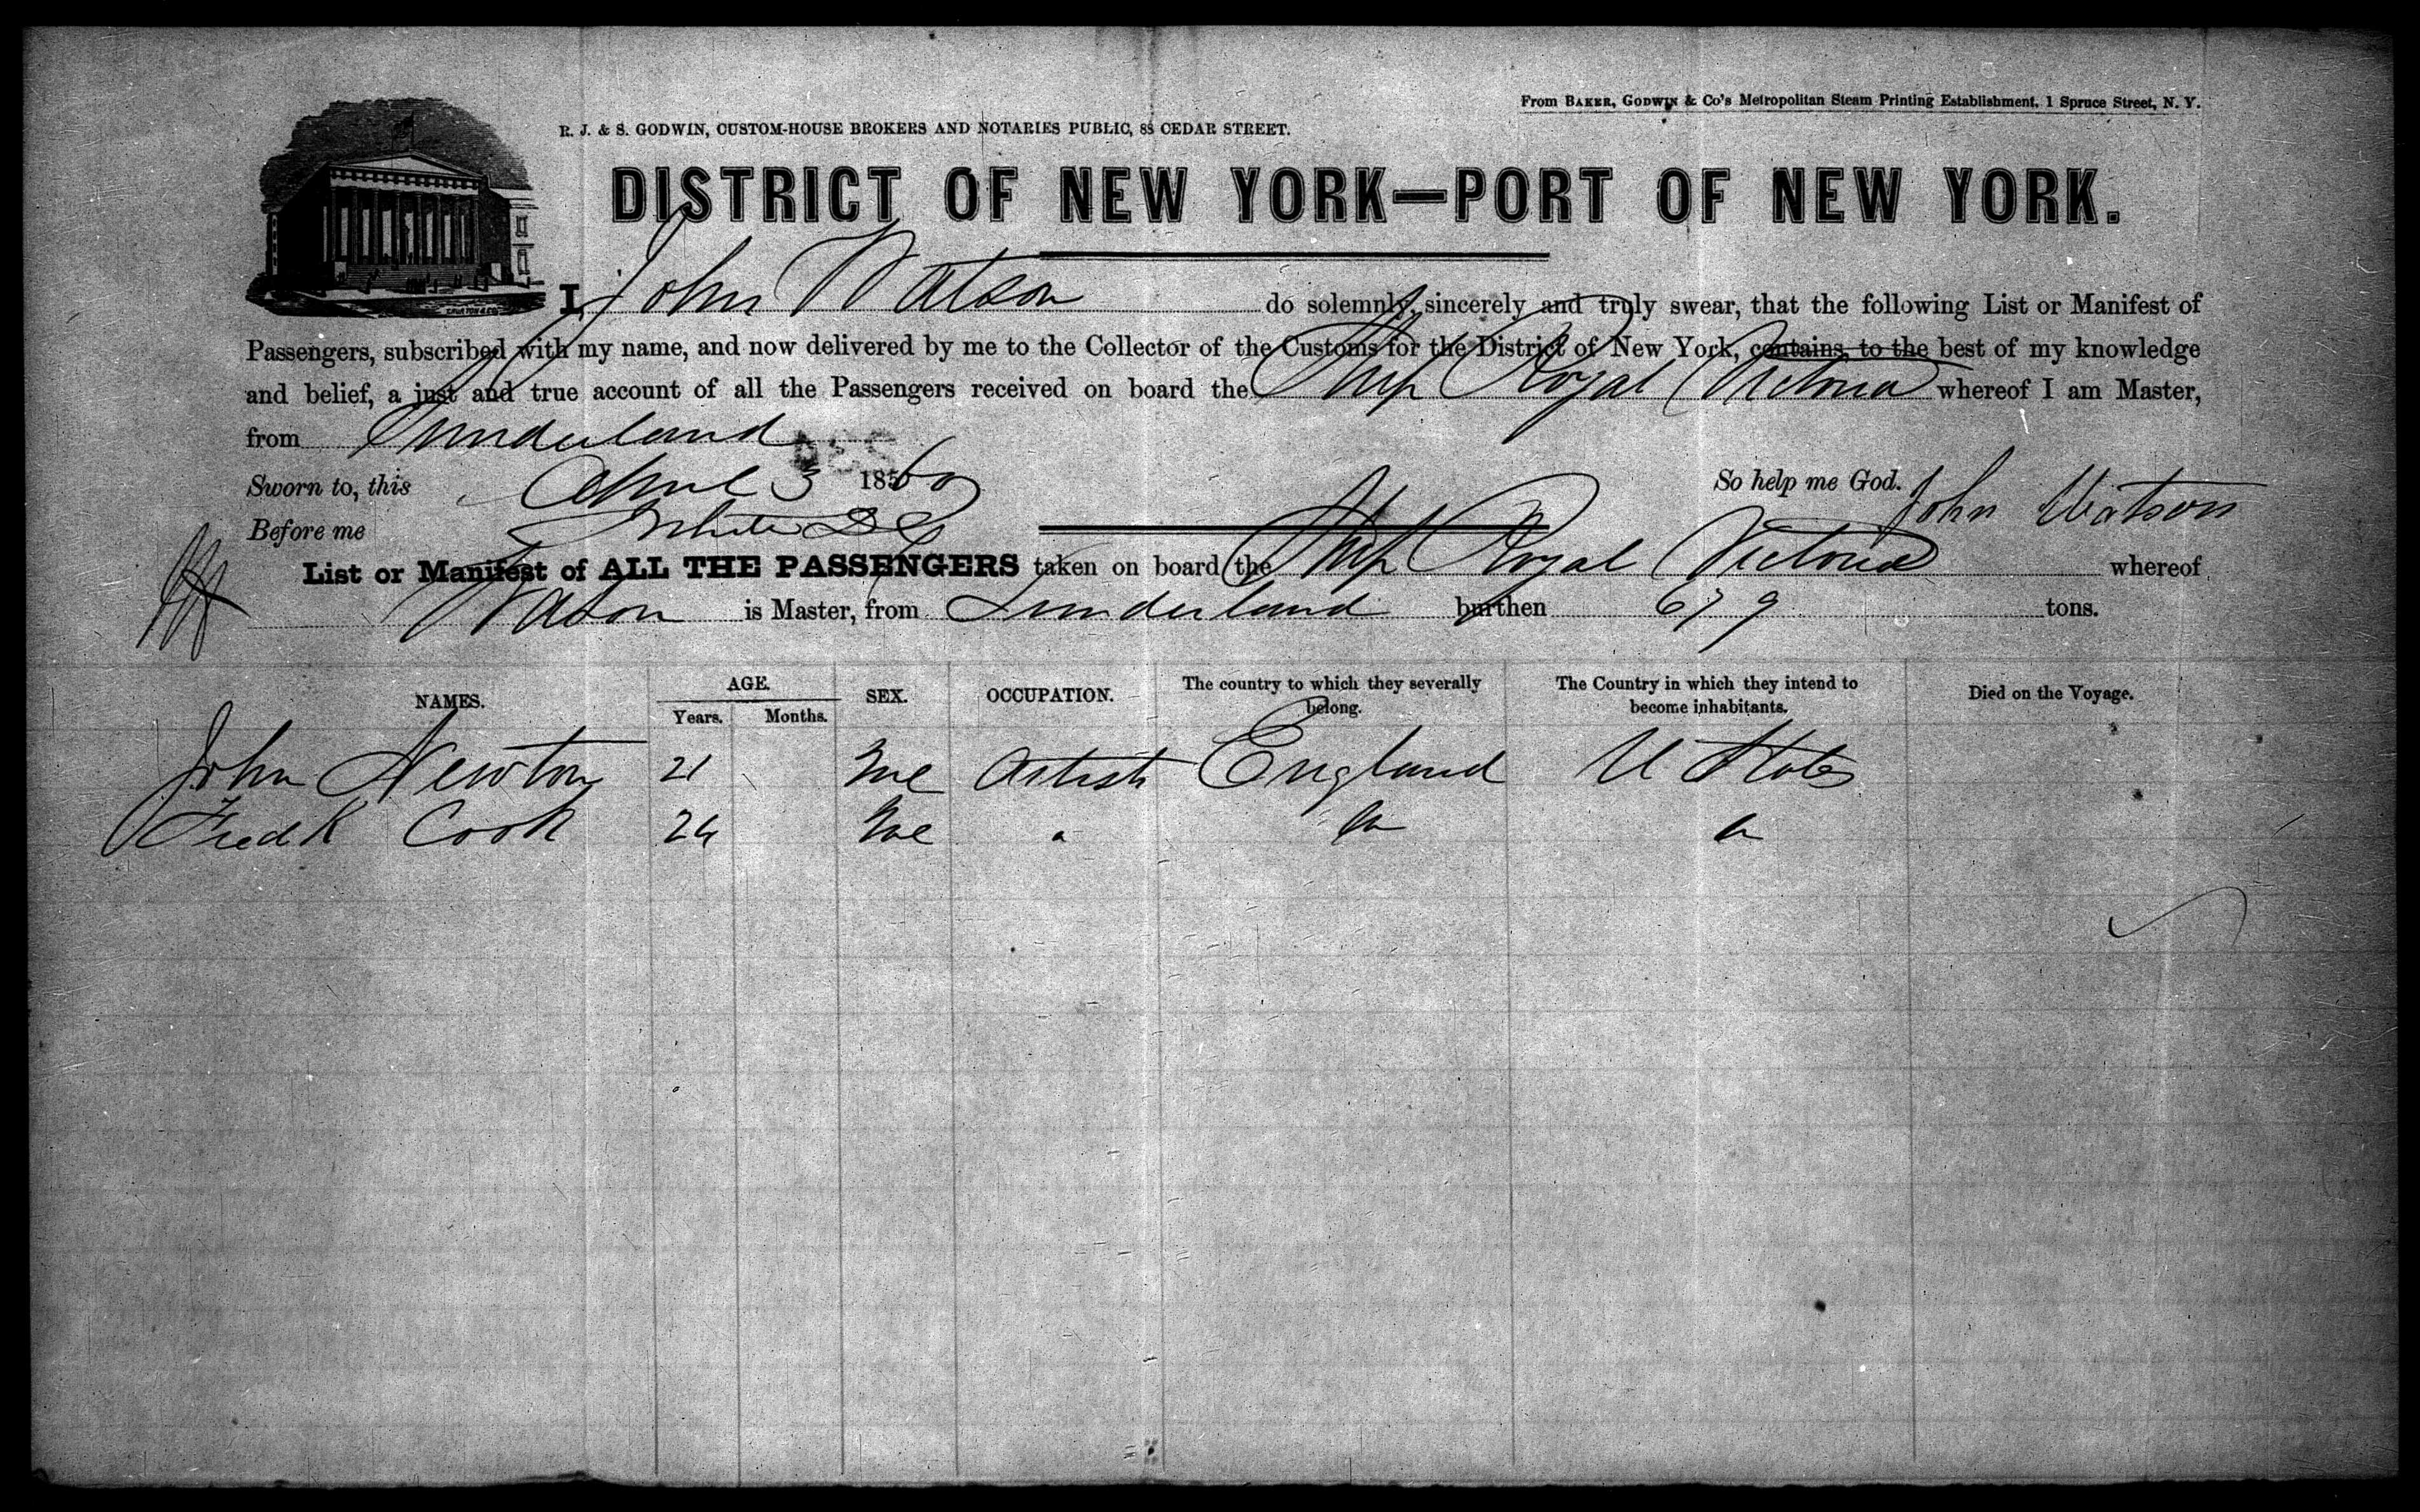 From BAKER, GODWIN & Co's Metropolitan Steam Printing Establishment, 1 Spruce Street, N. Y.
R. J. & S. GODWIN, CUSTOM-HOUSE BROKERS AND NOTARIES PUBLIC, 88 CEDAR STREET.
DISTRICT OF NEW YORK—PORT OF NEW YORK.
I, John Watson do solemnly, sincerely and truly swear, that the following List or Manifest of
Passengers, subscribed with my name, and now delivered by me to the Collector of the Customs for the District of New York, contains, to the best of my knowledge
and belief, a just and true account of all the Passengers received on board the Ship Royal Victoria whereof I am Master,
from Sunderland
Sworn to, this April 3 1860 So help me God. John Watson
Before me White
List or Manifest of ALL THE PASSENGERS taken on board the Ship Royal Victoria whereof
Watson is Master, from Sunderland burthen 679 tons.
NAMES. AGE. Years. Months. SEX. OCCUPATION. The country to which they severally belong. The Country in which they intend to become inhabitants. Died on the Voyage.
John Newton 21 Me Artist England U States
Fredk Cook 24 Me "